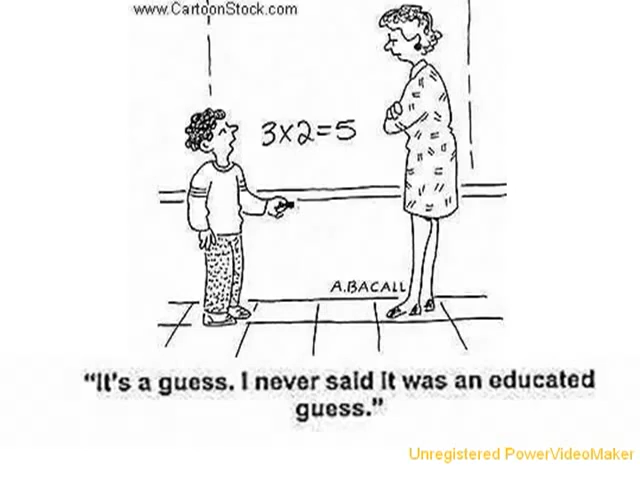 www.CartoonStock.com
3x2=5
A.BACALL
"It's a guess. I never said it was an educated
guess."
Unregistered PowerVideoMaker